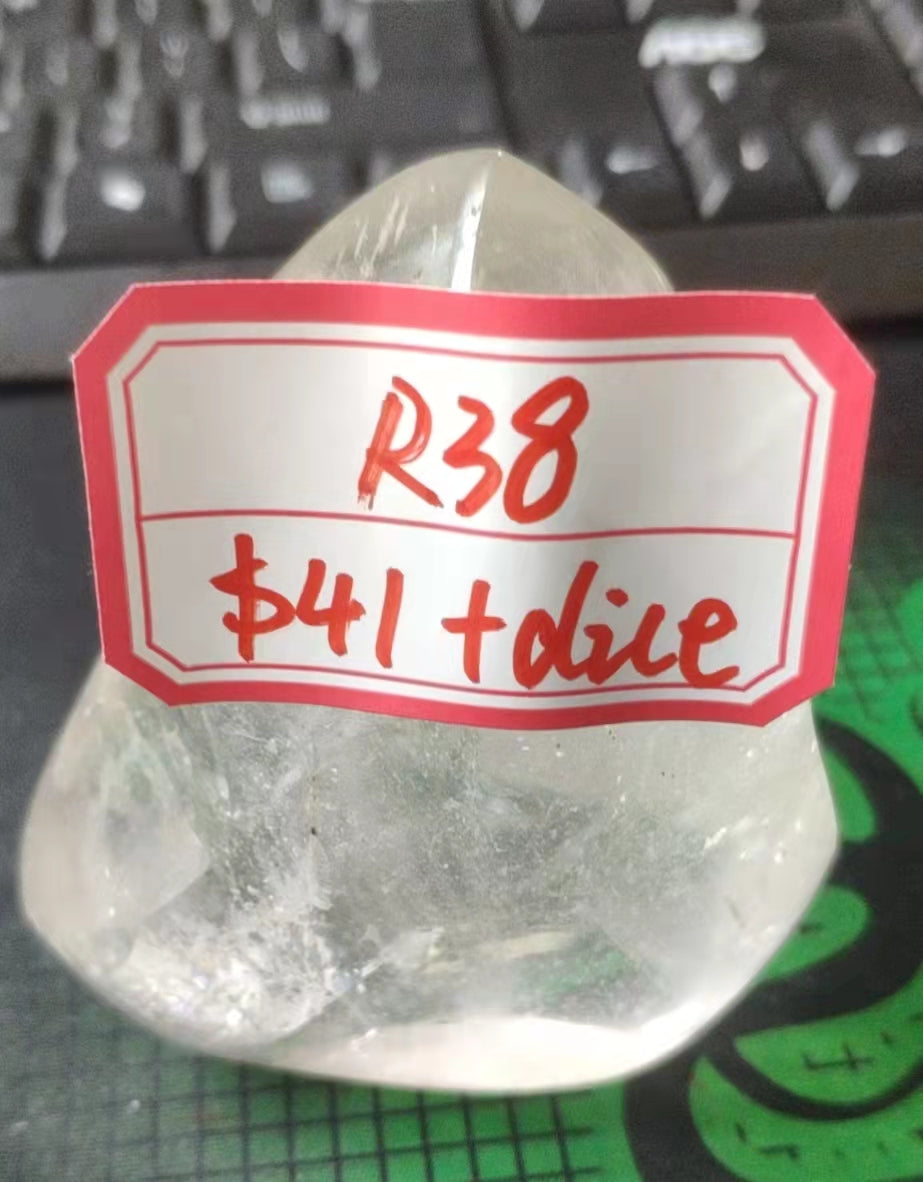 R38
$41 + dice